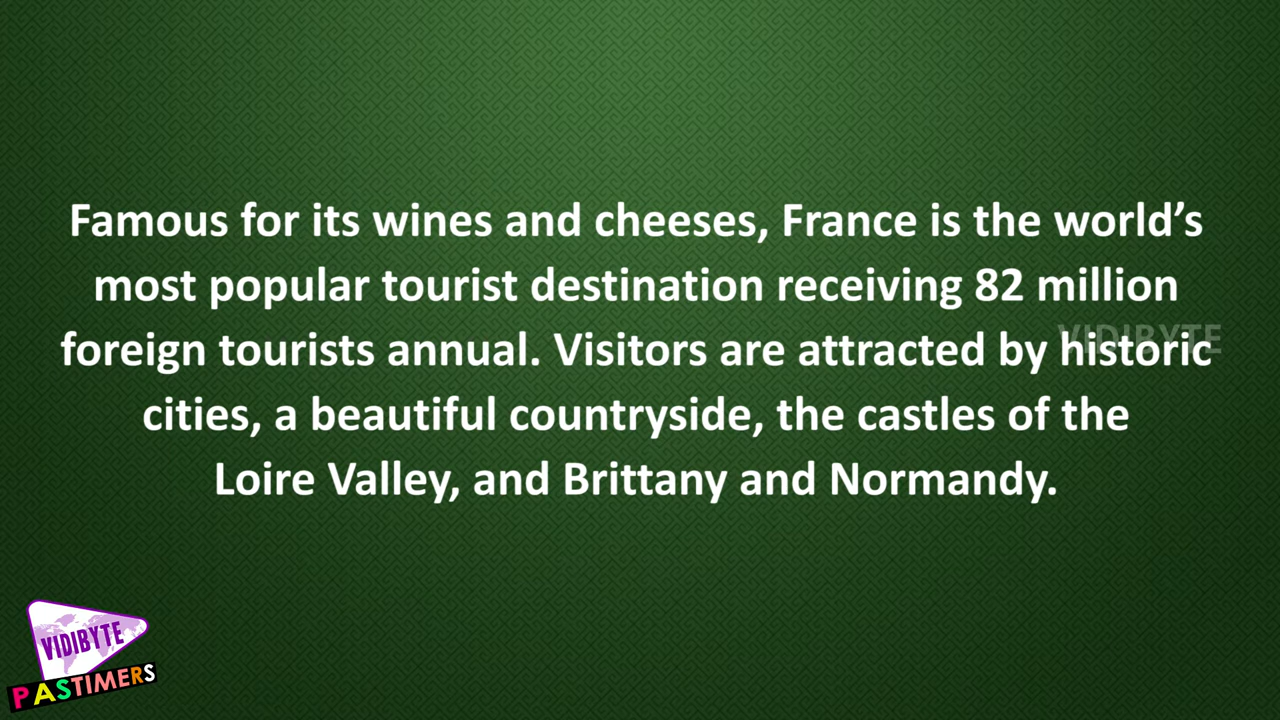 Famous for its wines and cheeses, France is the world’s
most popular tourist destination receiving 82 million
foreign tourists annual. Visitors are attracted by historic
cities, a beautiful countryside, the castles of the
Loire Valley, and Brittany and Normandy.
VIDIBYTE
VIDIBYTE
PASTIMERS